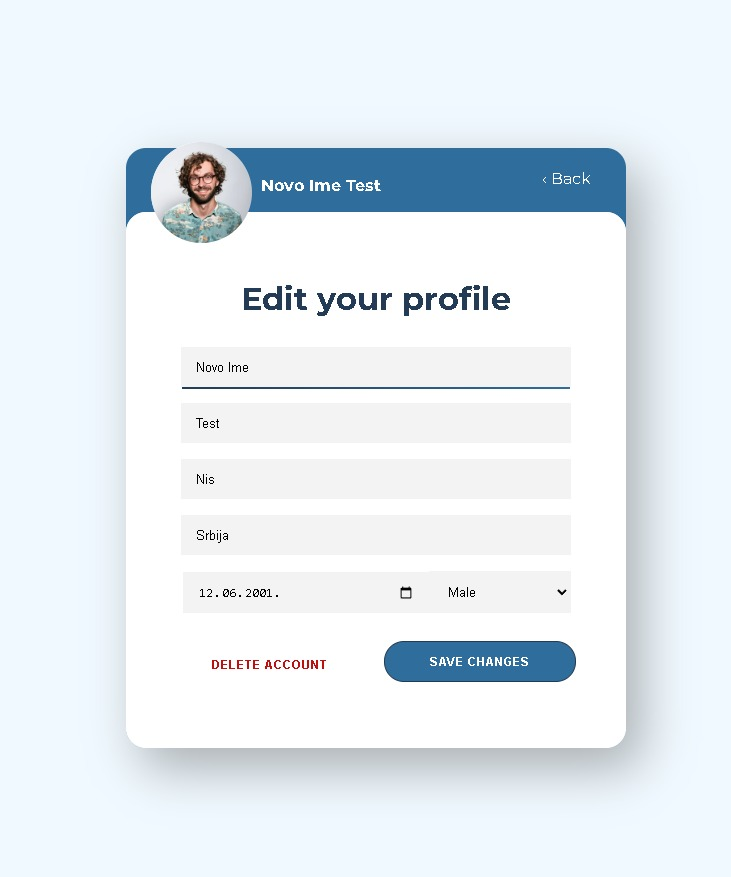 Novo Ime Test
‹ Back
Edit your profile
Novo Ime
Test
Nis
Srbija
12.06.2001.
Male
DELETE ACCOUNT
SAVE CHANGES